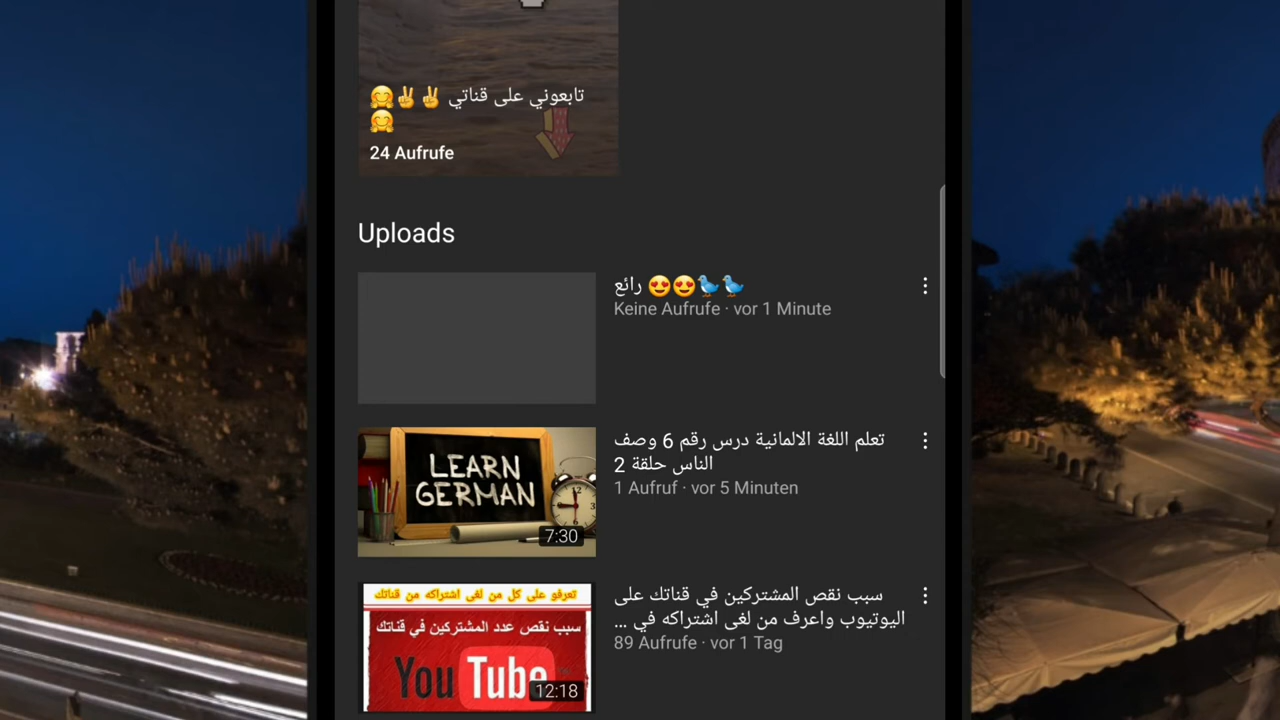 تابعوني على قناتي ✌️✌️🤗
🤗
24 Aufrufe
Uploads
رائع 😍😍🐦🐦
Keine Aufrufe · vor 1 Minute
LEARN
GERMAN
7:30
تعلم اللغة الالمانية درس رقم 6 وصف
الناس حلقة 2
1 Aufruf · vor 5 Minuten
تعرفو على كل من لغى اشتراكه من قناتك
سبب نقص عدد المشتركين في قناتك
You Tube
12:18
سبب نقص المشتركين في قناتك على
اليوتيوب واعرف من لغى اشتراكه في ...
89 Aufrufe · vor 1 Tag